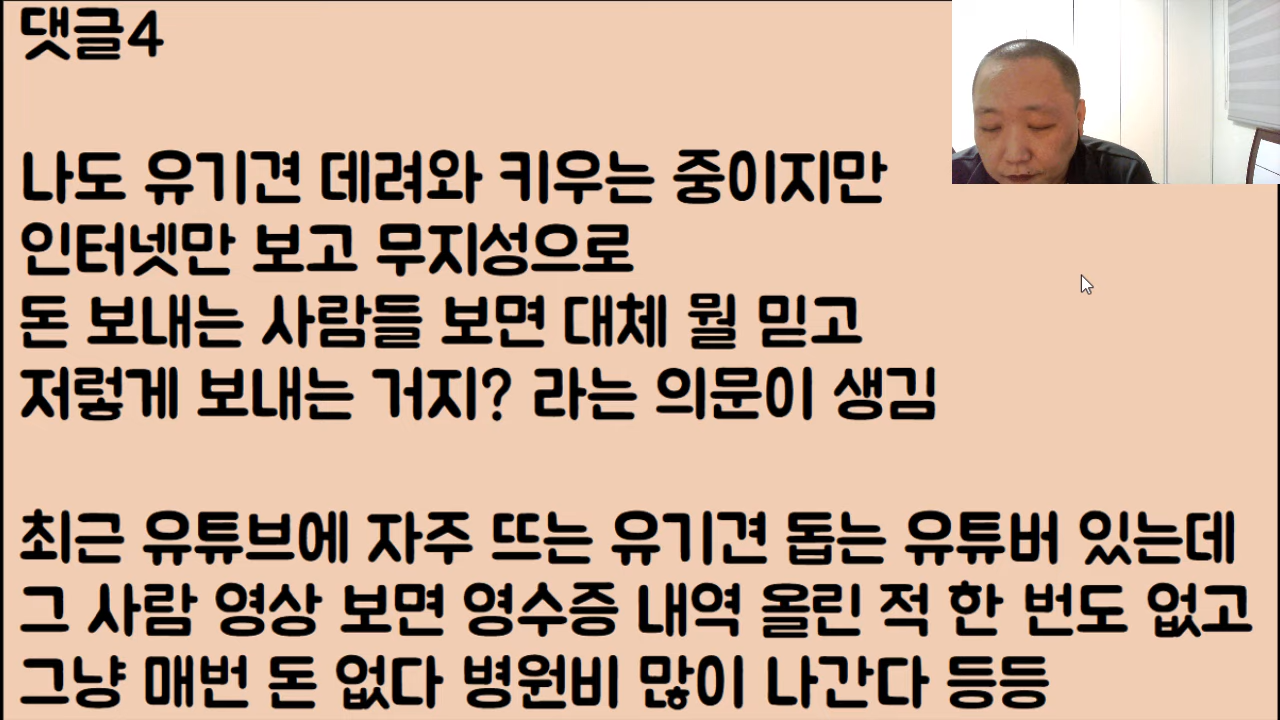 댓글4
나도 유기견 데려와 키우는 중이지만
인터넷만 보고 무지성으로
돈 보내는 사람들 보면 대체 뭘 믿고
저렇게 보내는 거지? 라는 의문이 생김
최근 유튜브에 자주 뜨는 유기견 돕는 유튜버 있는데
그 사람 영상 보면 영수증 내역 올린 적 한 번도 없고
그냥 매번 돈 없다 병원비 많이 나간다 등등